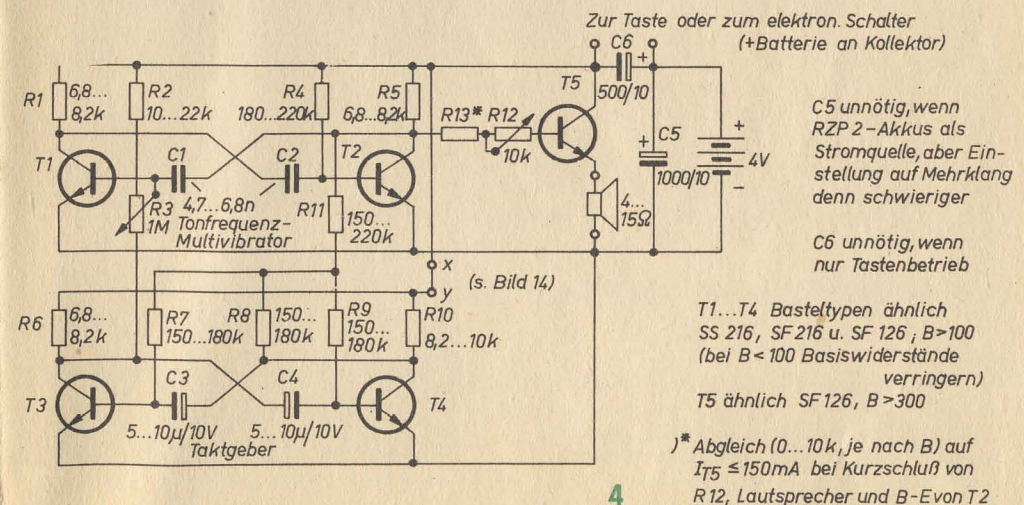 Zur Taste oder zum elektron. Schalter
(+Batterie an Kollektor)
C6
+
500/10
T5
R1
6,8...
8,2k
R2
10...22k
R4
180...220k
R5
6,8...8,2k
R13*
R12
10k
C5
+
1000/10
+
4V
−
T1
C1
C2
T2
R3
1M
4,7...6,8n
Tonfrequenz-
Multivibrator
R11
150...
220k
4...
15Ω
x
y
(s. Bild 14)
R6
6,8...
8,2k
R7
150...180k
R8
150...
180k
R9
150...
180k
R10
8,2...10k
T3
C3
C4
T4
5...10µ/10V
5...10µ/10V
Taktgeber
C5 unnötig, wenn
RZP 2-Akkus als
Stromquelle, aber Ein-
stellung auf Mehrklang
denn schwieriger
C6 unnötig, wenn
nur Tastenbetrieb
T1...T4 Basteltypen ähnlich
SS 216, SF 216 u. SF 126; B>100
(bei B<100 Basiswiderstände
verringern)
T5 ähnlich SF 126, B>300
)* Abgleich (0...10k, je nach B) auf
IT5 ≤150mA bei Kurzschluß von
R12, Lautsprecher und B-E von T2
4